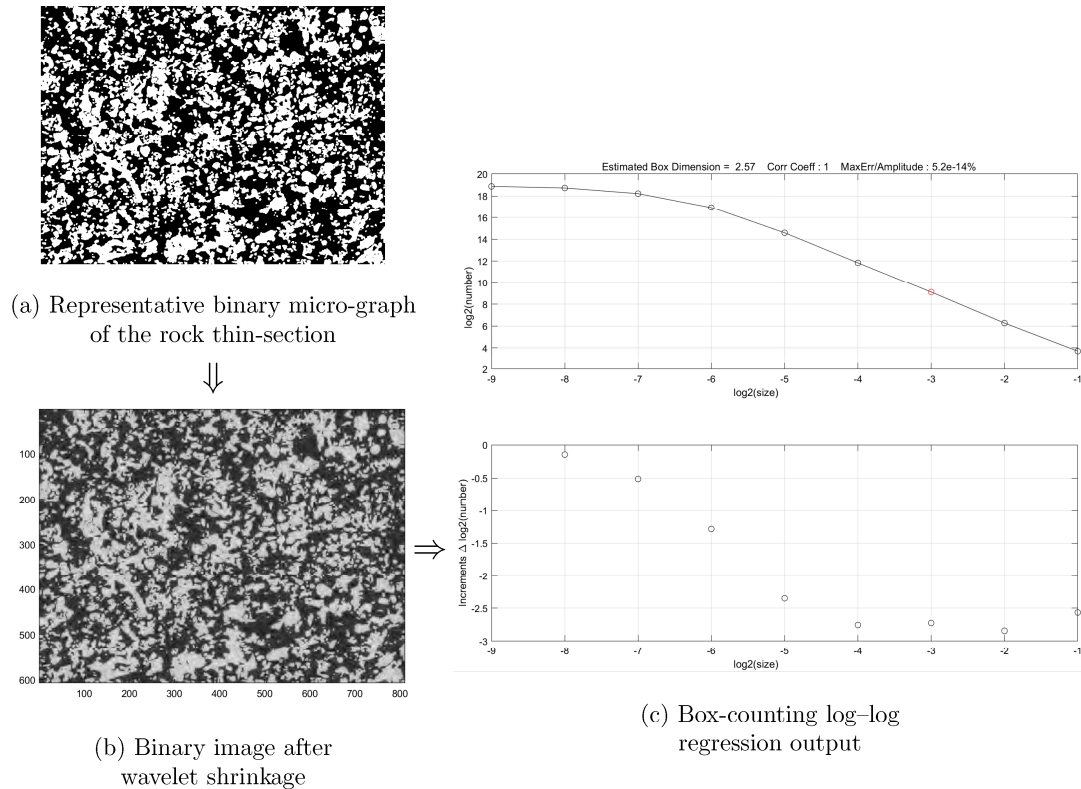 (a) Representative binary micro-graph
of the rock thin-section
⇓
100
200
300
400
500
600
100 200 300 400 500 600 700 800
(b) Binary image after
wavelet shrinkage
⇒
Estimated Box Dimension = 2.57 Corr Coeff : 1 MaxErr/Amplitude : 5.2e-14%
20
18
16
14
12
10
8
6
4
2
log2(number)
-9 -8 -7 -6 -5 -4 -3 -2 -1
log2(size)
0
-0.5
-1
-1.5
-2
-2.5
-3
Increments Δ log2(number)
-9 -8 -7 -6 -5 -4 -3 -2 -1
log2(size)
(c) Box-counting log–log
regression output